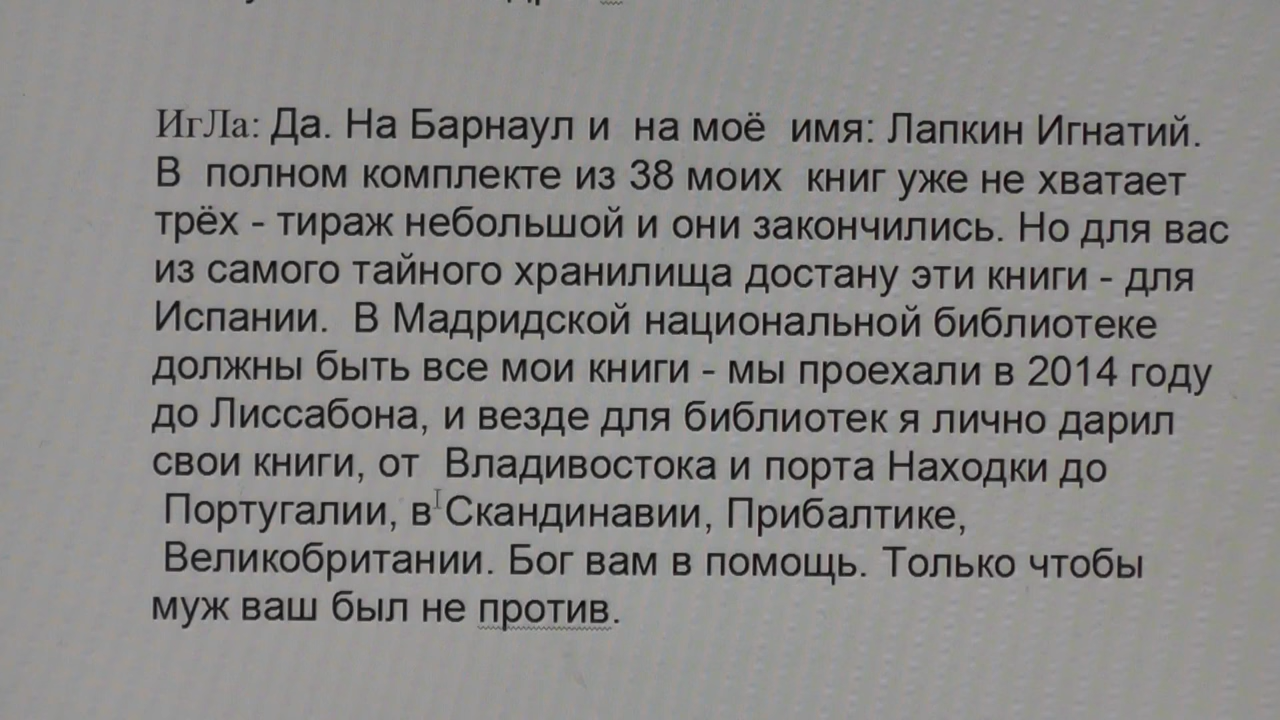 ИгЛа: Да. На Барнаул и на моё имя: Лапкин Игнатий.
В полном комплекте из 38 моих книг уже не хватает
трёх - тираж небольшой и они закончились. Но для вас
из самого тайного хранилища достану эти книги - для
Испании. В Мадридской национальной библиотеке
должны быть все мои книги - мы проехали в 2014 году
до Лиссабона, и везде для библиотек я лично дарил
свои книги, от Владивостока и порта Находки до
Португалии, в Скандинавии, Прибалтике,
Великобритании. Бог вам в помощь. Только чтобы
муж ваш был не против.